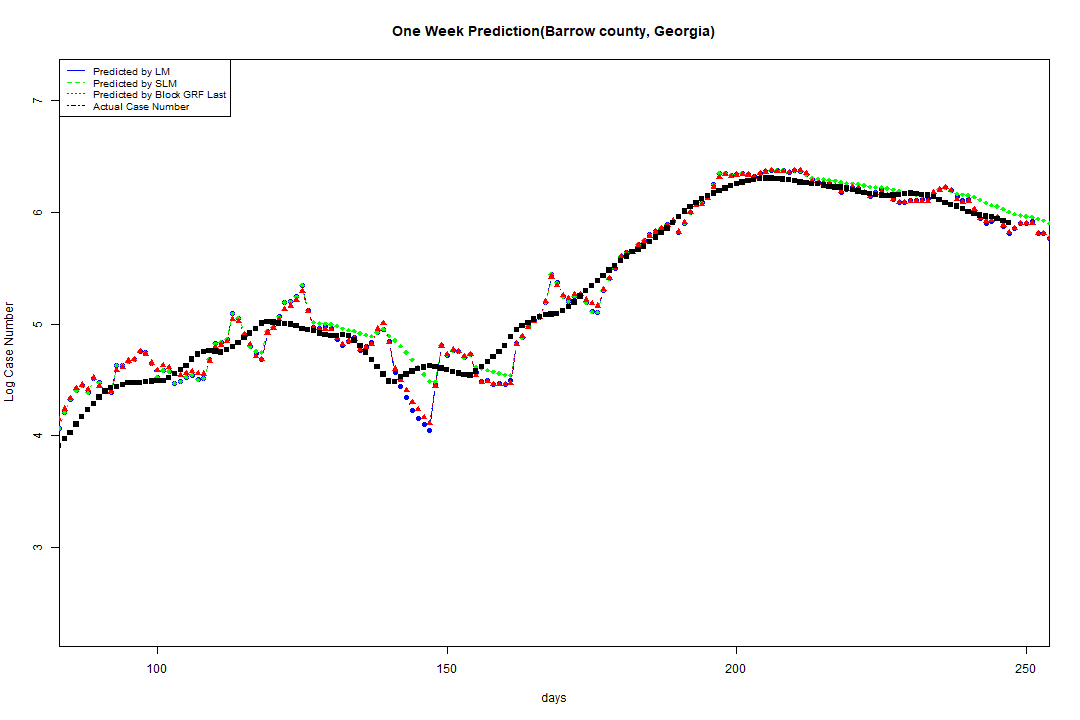 One Week Prediction(Barrow county, Georgia)
Predicted by LM
Predicted by SLM
Predicted by Block GRF Last
Actual Case Number
7
6
5
4
3
Log Case Number
100 150 200 250
days